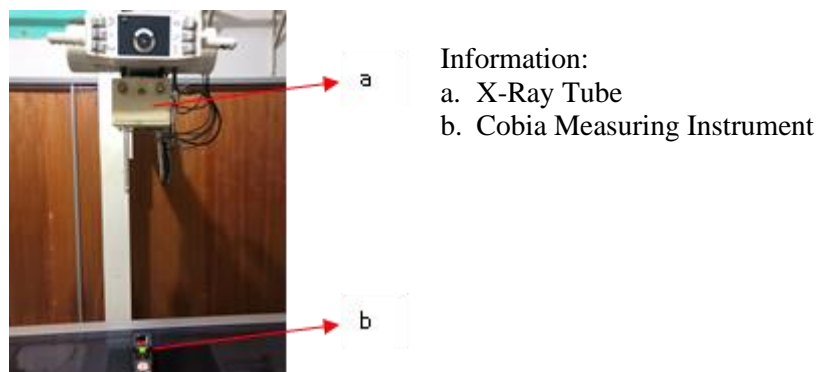 a
Information:
a. X-Ray Tube
b. Cobia Measuring Instrument
b